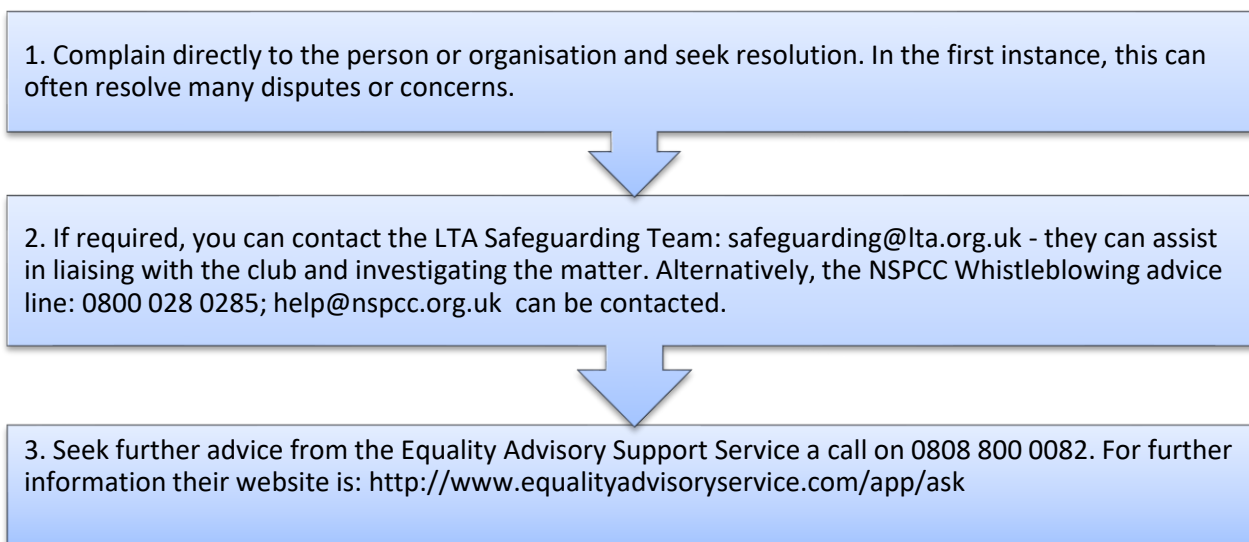 1. Complain directly to the person or organisation and seek resolution. In the first instance, this can
often resolve many disputes or concerns.
2. If required, you can contact the LTA Safeguarding Team: safeguarding@lta.org.uk - they can assist
in liaising with the club and investigating the matter. Alternatively, the NSPCC Whistleblowing advice
line: 0800 028 0285; help@nspcc.org.uk can be contacted.
3. Seek further advice from the Equality Advisory Support Service a call on 0808 800 0082. For further
information their website is: http://www.equalityadvisoryservice.com/app/ask